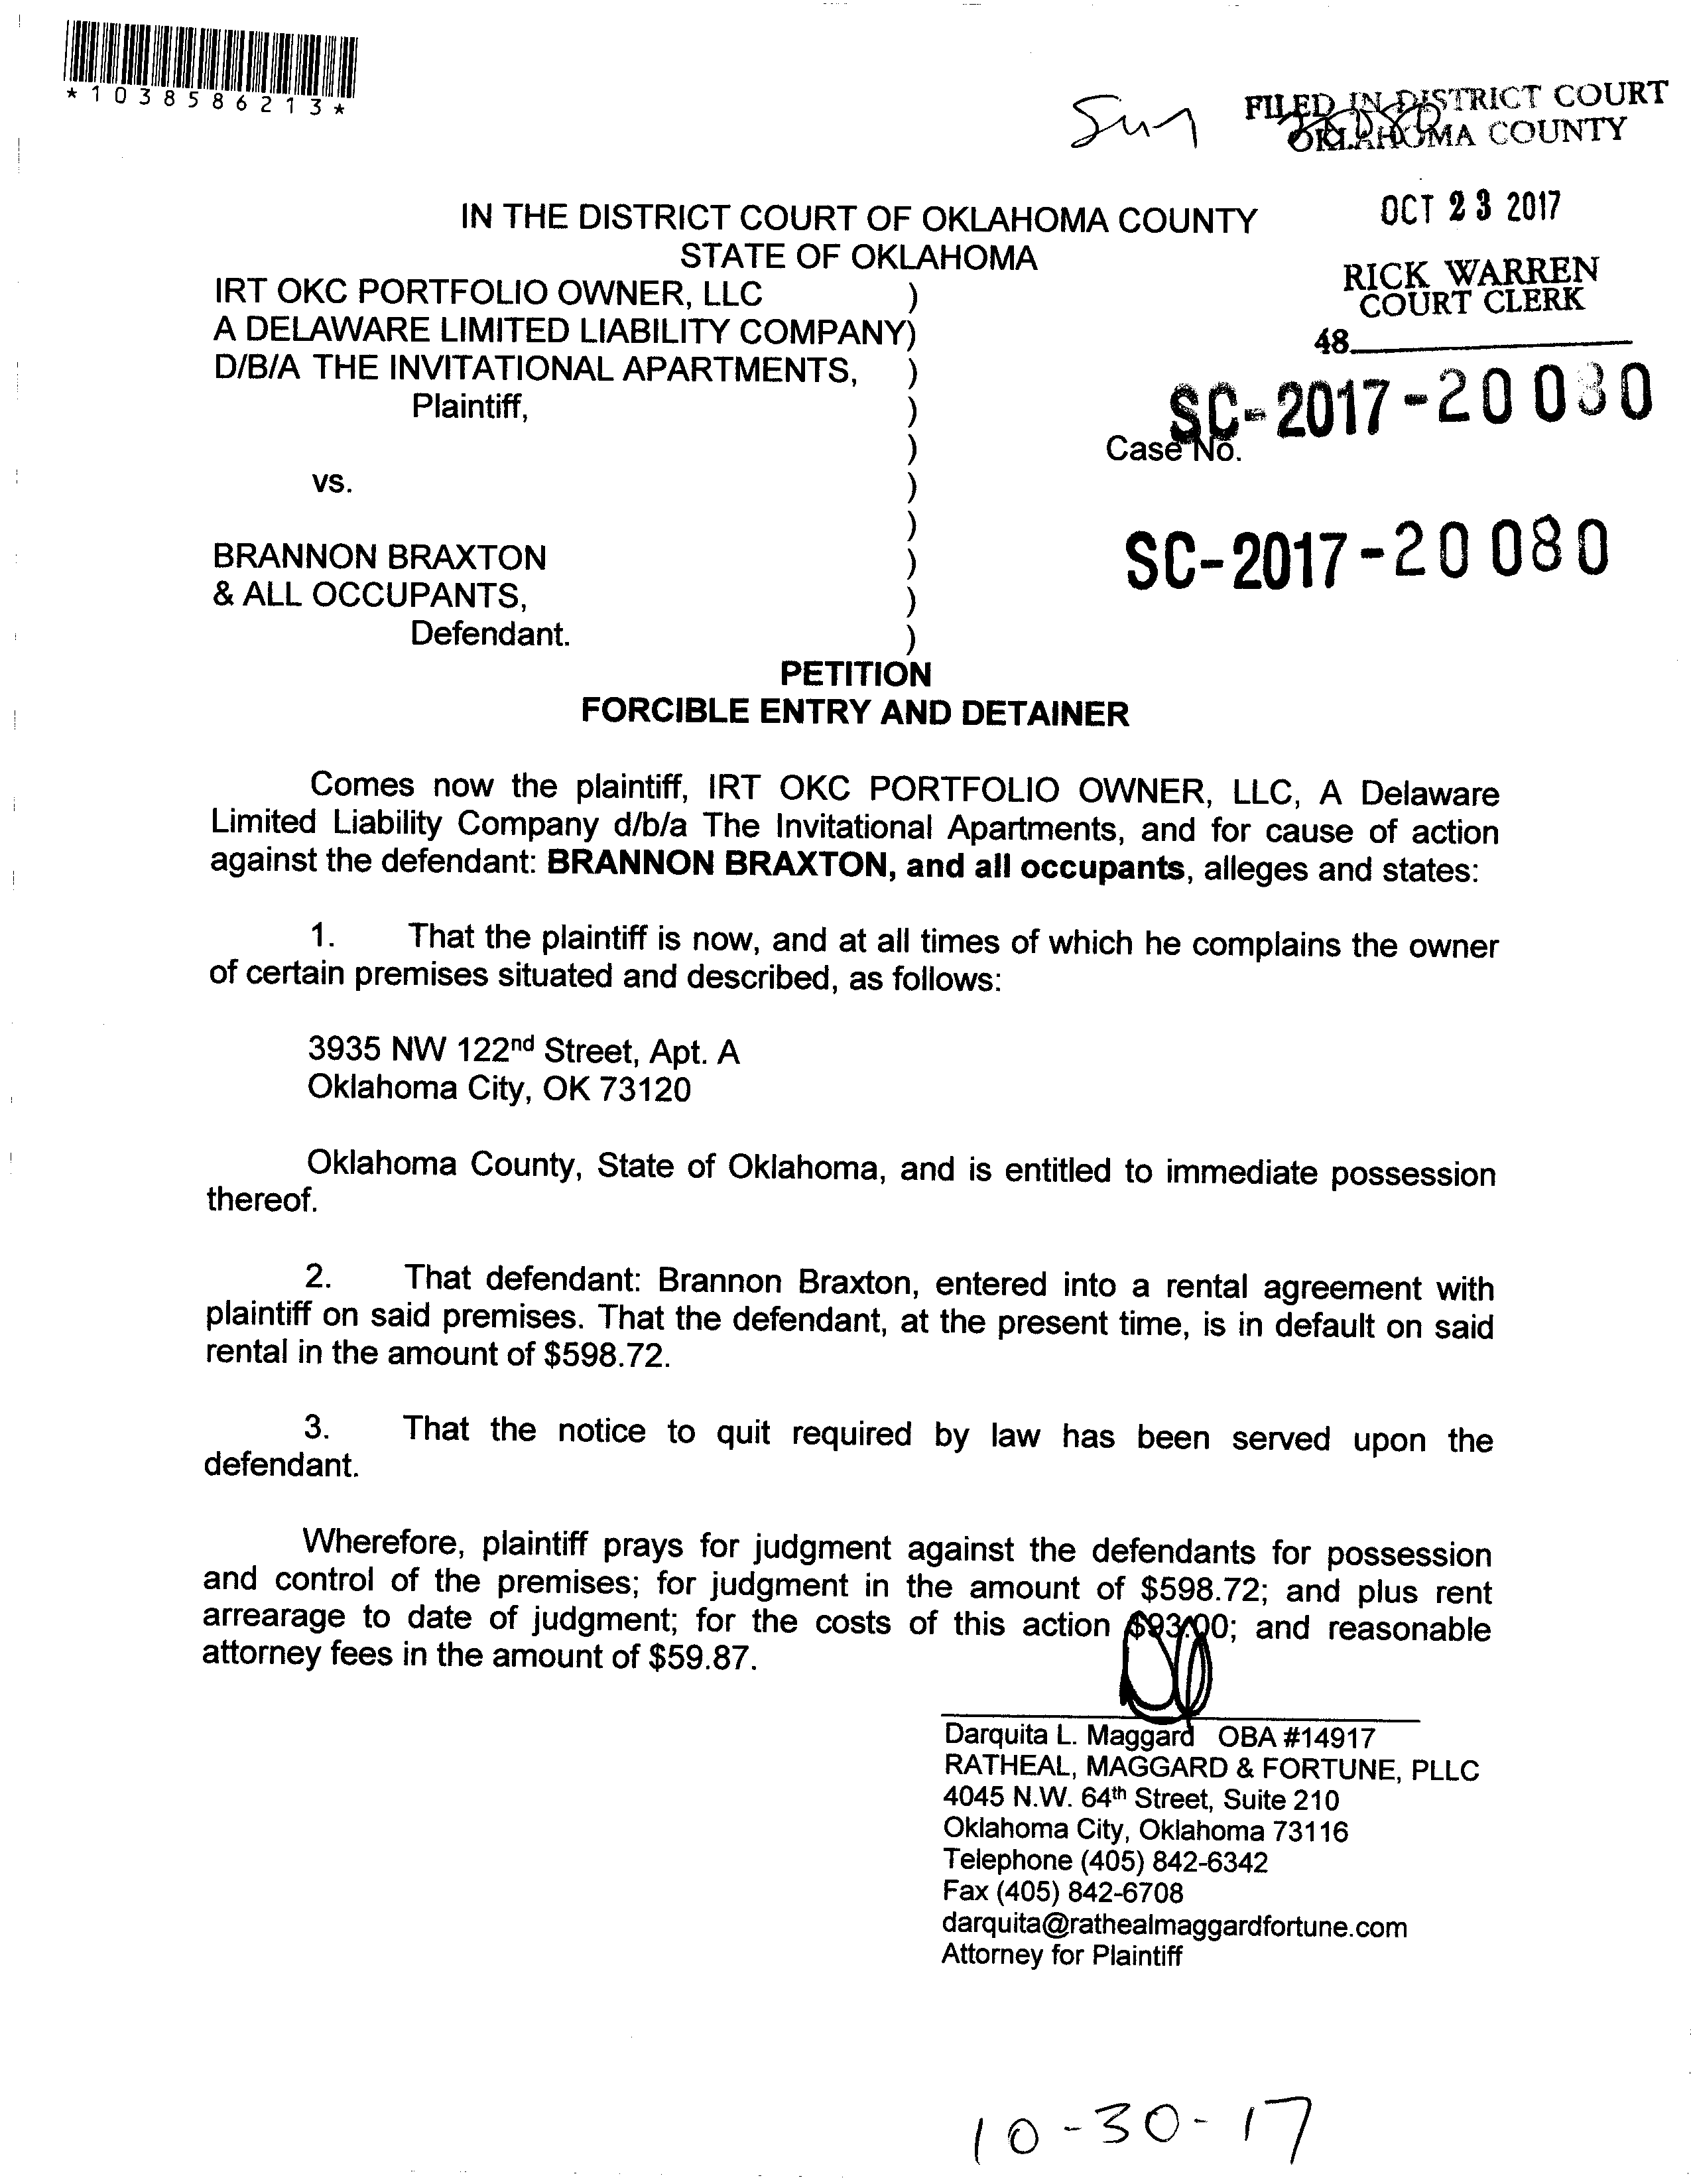 *1038586213*
FILED IN DISTRICT COURT
OKLAHOMA COUNTY
OCT 23 2017
RICK WARREN
COURT CLERK
48
IN THE DISTRICT COURT OF OKLAHOMA COUNTY
STATE OF OKLAHOMA
IRT OKC PORTFOLIO OWNER, LLC )
A DELAWARE LIMITED LIABILITY COMPANY)
D/B/A THE INVITATIONAL APARTMENTS, )
Plaintiff, )
)
vs. )
)
BRANNON BRAXTON )
& ALL OCCUPANTS, )
Defendant. )
SC-2017-20080
Case No.
SC-2017-20080
PETITION
FORCIBLE ENTRY AND DETAINER
Comes now the plaintiff, IRT OKC PORTFOLIO OWNER, LLC, A Delaware
Limited Liability Company d/b/a The Invitational Apartments, and for cause of action
against the defendant: BRANNON BRAXTON, and all occupants, alleges and states:
1. That the plaintiff is now, and at all times of which he complains the owner
of certain premises situated and described, as follows:
3935 NW 122nd Street, Apt. A
Oklahoma City, OK 73120
Oklahoma County, State of Oklahoma, and is entitled to immediate possession
thereof.
2. That defendant: Brannon Braxton, entered into a rental agreement with
plaintiff on said premises. That the defendant, at the present time, is in default on said
rental in the amount of $598.72.
3. That the notice to quit required by law has been served upon the
defendant.
Wherefore, plaintiff prays for judgment against the defendants for possession
and control of the premises; for judgment in the amount of $598.72; and plus rent
arrearage to date of judgment; for the costs of this action $93.00; and reasonable
attorney fees in the amount of $59.87.
Darquita L. Maggard OBA #14917
RATHEAL, MAGGARD & FORTUNE, PLLC
4045 N.W. 64th Street, Suite 210
Oklahoma City, Oklahoma 73116
Telephone (405) 842-6342
Fax (405) 842-6708
darquita@rathealmaggardfortune.com
Attorney for Plaintiff
10-30-17